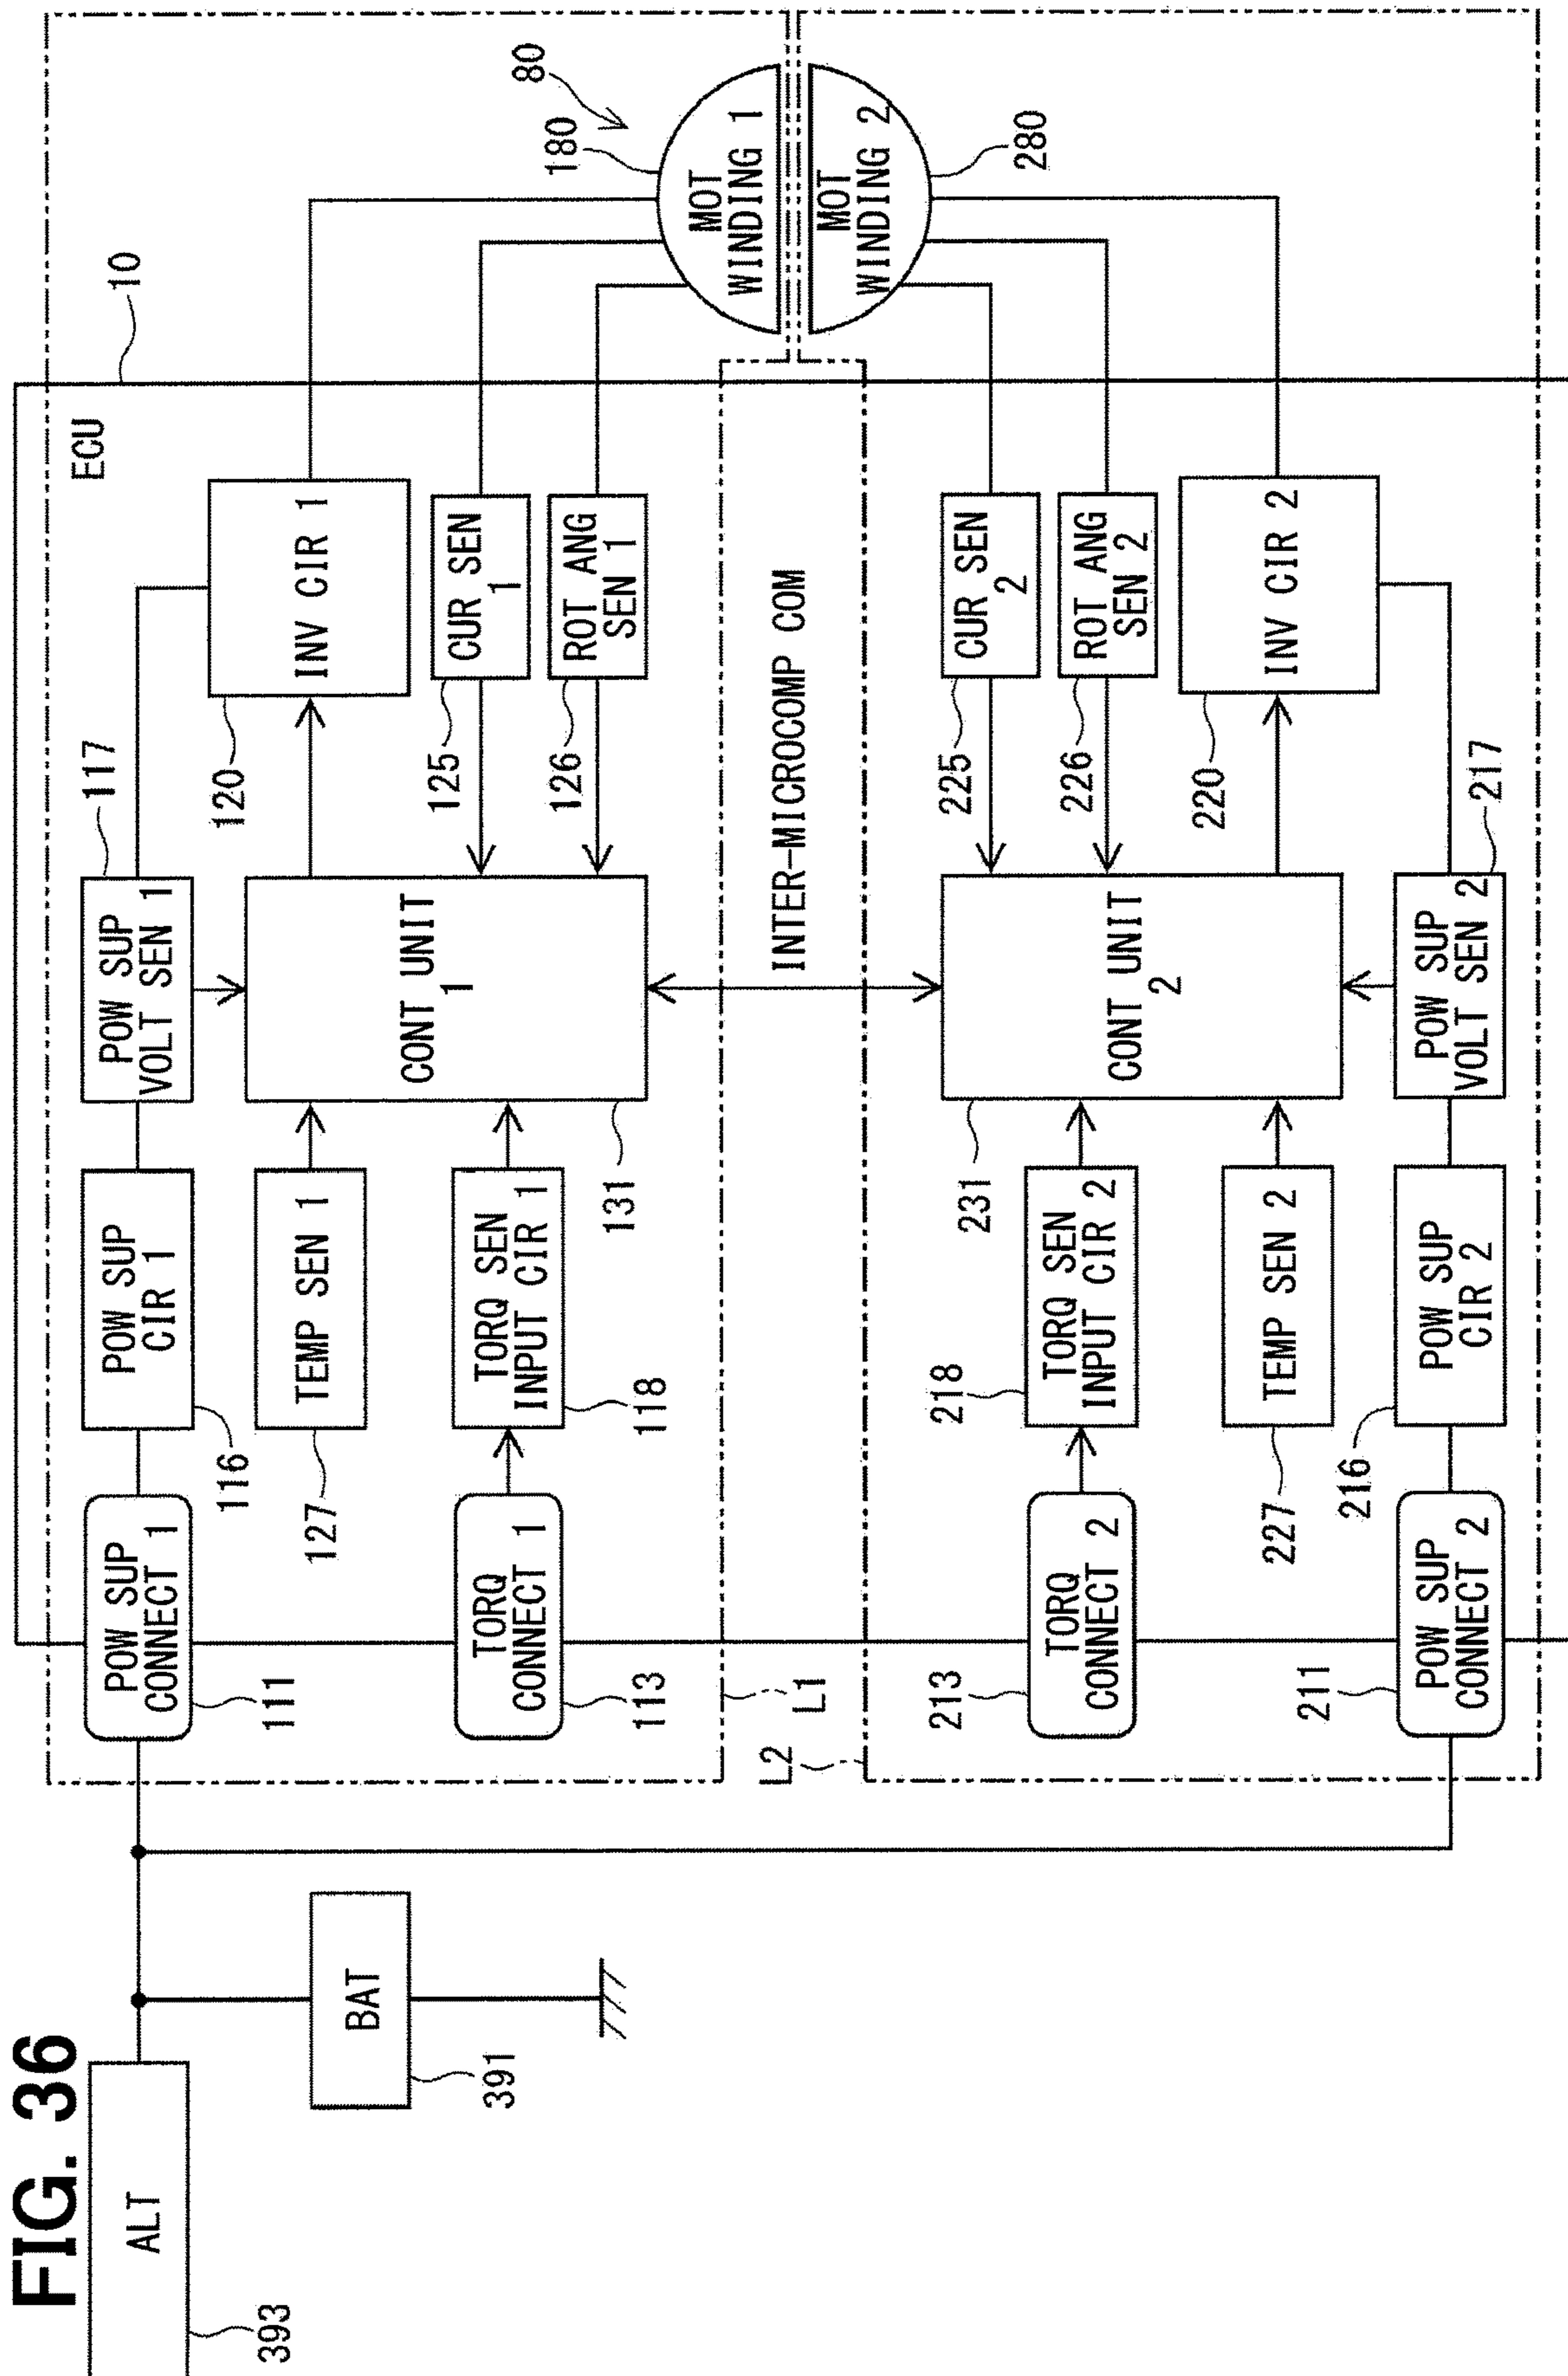 FIG. 36
ALT
393
BAT
391
10
ECU
POW SUP
CONNECT 1
111
POW SUP
CIR 1
116
POW SUP
VOLT SEN 1
117
TEMP SEN 1
127
INV CIR 1
120
TORQ
CONNECT 1
113
TORQ SEN
INPUT CIR 1
118
CONT UNIT
1
131
CUR SEN
1
125
ROT ANG
SEN 1
126
80
180
MOT
WINDING 1
L1
L2
INTER-MICROCOMP COM
MOT
WINDING 2
280
CUR SEN
2
225
ROT ANG
SEN 2
226
CONT UNIT
2
231
TORQ
CONNECT 2
213
TORQ SEN
INPUT CIR 2
218
TEMP SEN 2
227
INV CIR 2
220
POW SUP
CONNECT 2
211
POW SUP
CIR 2
216
POW SUP
VOLT SEN 2
217